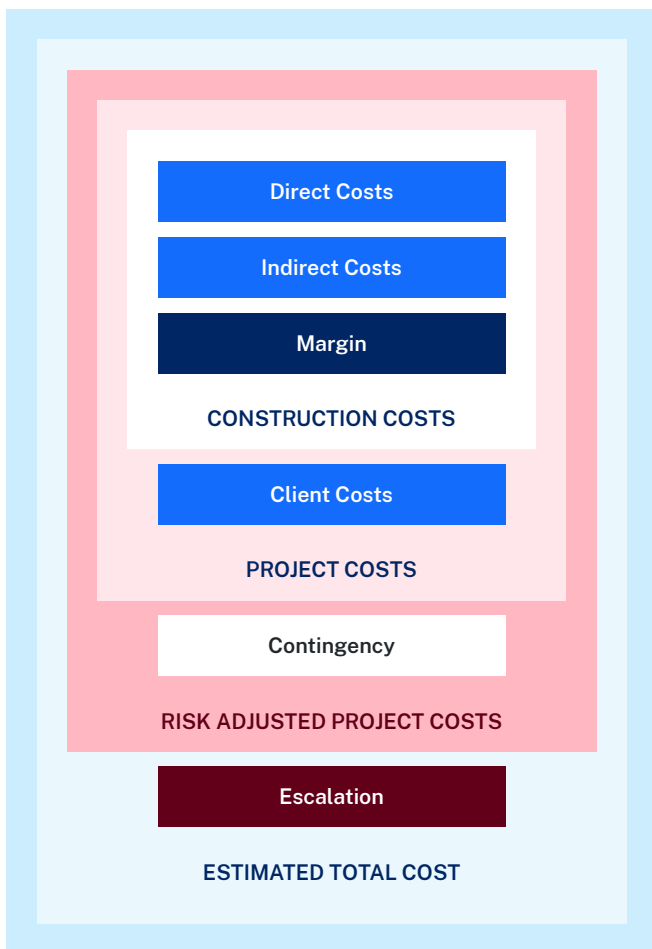 Direct Costs
Indirect Costs
Margin
CONSTRUCTION COSTS
Client Costs
PROJECT COSTS
Contingency
RISK ADJUSTED PROJECT COSTS
Escalation
ESTIMATED TOTAL COST